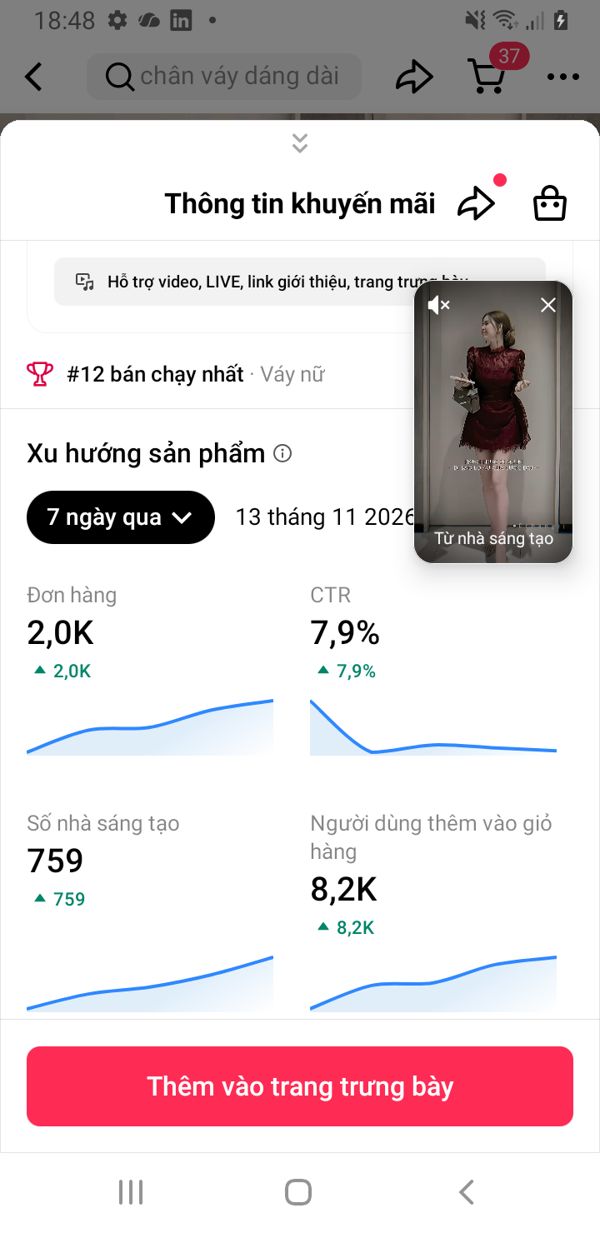 18:48
chân váy dáng dài
37
Thông tin khuyến mãi
Hỗ trợ video, LIVE, link giới thiệu, trang trưng bày
#12 bán chạy nhất · Váy nữ
Xu hướng sản phẩm
7 ngày qua
13 tháng 11 2026
Từ nhà sáng tạo
Đơn hàng
CTR
2,0K
7,9%
2,0K
7,9%
Số nhà sáng tạo
Người dùng thêm vào giỏ
hàng
759
8,2K
759
8,2K
Thêm vào trang trưng bày